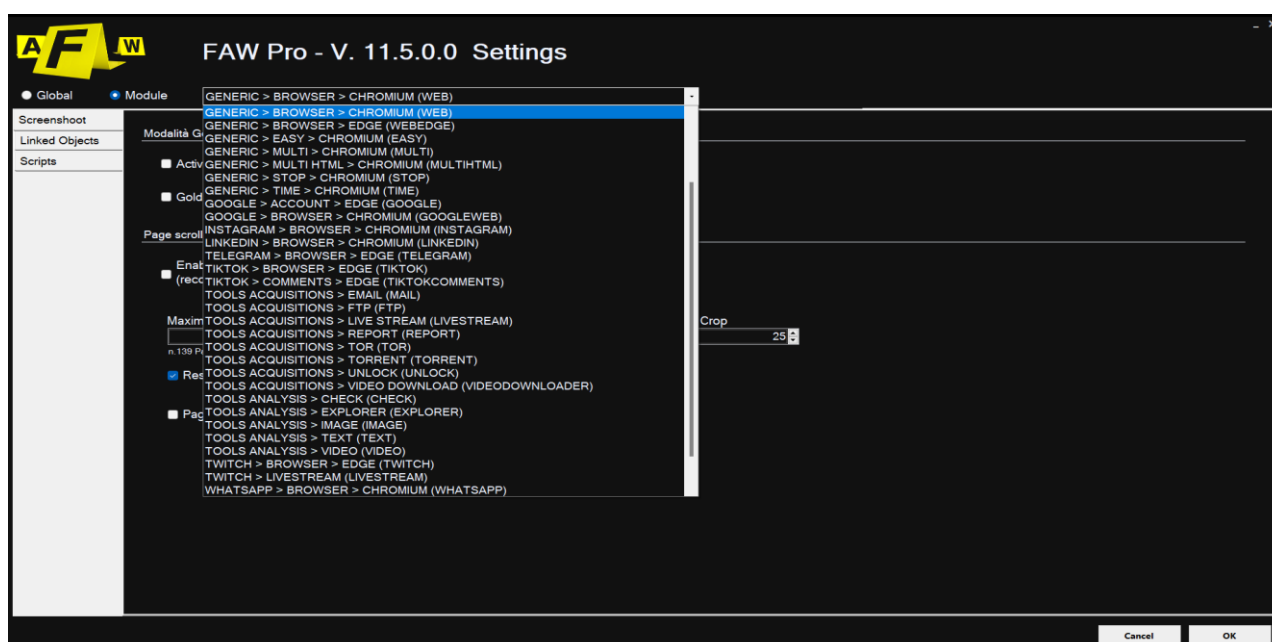 A F W
FAW Pro - V. 11.5.0.0 Settings
Global
Module
GENERIC > BROWSER > CHROMIUM (WEB)
Screenshoot
Linked Objects
Scripts
GENERIC > BROWSER > CHROMIUM (WEB)
GENERIC > BROWSER > EDGE (WEBEDGE)
GENERIC > EASY > CHROMIUM (EASY)
GENERIC > MULTI > CHROMIUM (MULTI)
GENERIC > MULTI HTML > CHROMIUM (MULTIHTML)
GENERIC > STOP > CHROMIUM (STOP)
GENERIC > TIME > CHROMIUM (TIME)
GOOGLE > ACCOUNT > EDGE (GOOGLE)
GOOGLE > BROWSER > CHROMIUM (GOOGLEWEB)
INSTAGRAM > BROWSER > CHROMIUM (INSTAGRAM)
LINKEDIN > BROWSER > CHROMIUM (LINKEDIN)
TELEGRAM > BROWSER > EDGE (TELEGRAM)
TIKTOK > BROWSER > EDGE (TIKTOK)
TIKTOK > COMMENTS > EDGE (TIKTOKCOMMENTS)
TOOLS ACQUISITIONS > EMAIL (MAIL)
TOOLS ACQUISITIONS > FTP (FTP)
TOOLS ACQUISITIONS > LIVE STREAM (LIVESTREAM)
TOOLS ACQUISITIONS > REPORT (REPORT)
TOOLS ACQUISITIONS > TOR (TOR)
TOOLS ACQUISITIONS > TORRENT (TORRENT)
TOOLS ACQUISITIONS > UNLOCK (UNLOCK)
TOOLS ACQUISITIONS > VIDEO DOWNLOAD (VIDEODOWNLOADER)
TOOLS ANALYSIS > CHECK (CHECK)
TOOLS ANALYSIS > EXPLORER (EXPLORER)
TOOLS ANALYSIS > IMAGE (IMAGE)
TOOLS ANALYSIS > TEXT (TEXT)
TOOLS ANALYSIS > VIDEO (VIDEO)
TWITCH > BROWSER > EDGE (TWITCH)
TWITCH > LIVESTREAM (LIVESTREAM)
WHATSAPP > BROWSER > CHROMIUM (WHATSAPP)
Modalità
Gold
Page scroll
n.139
Crop
25
Cancel
OK